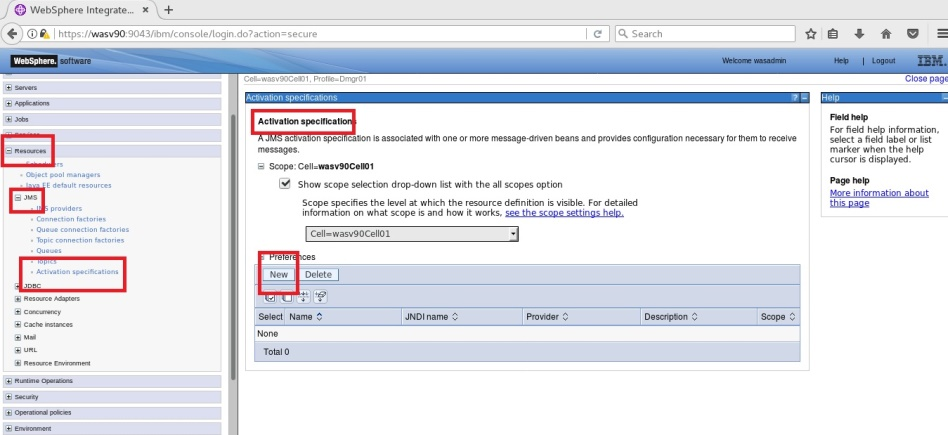 WebSphere Integrate...
https://wasv90:9043/ibm/console/login.do?action=secure
Search
WebSphere. software
Welcome wasadmin
Help
Logout
IBM.
Cell=wasv90Cell01, Profile=Dmgr01
Close page
Servers
Applications
Jobs
Services
Resources
Schedulers
Object pool managers
Java EE default resources
JMS
JMS providers
Connection factories
Queue connection factories
Topic connection factories
Queues
Topics
Activation specifications
JDBC
Resource Adapters
Concurrency
Cache instances
Mail
URL
Resource Environment
Runtime Operations
Security
Operational policies
Environment
Activation specifications
Activation specifications
A JMS activation specification is associated with one or more message-driven beans and provides configuration necessary for them to receive
messages.
Scope: Cell=wasv90Cell01
Show scope selection drop-down list with the all scopes option
Scope specifies the level at which the resource definition is visible. For detailed
information on what scope is and how it works, see the scope settings help.
Cell=wasv90Cell01
Preferences
New Delete
Select Name JNDI name Provider Description Scope
None
Total 0
Help
Field help
For field help information,
select a field label or list
marker when the help
cursor is displayed.
Page help
More information about
this page